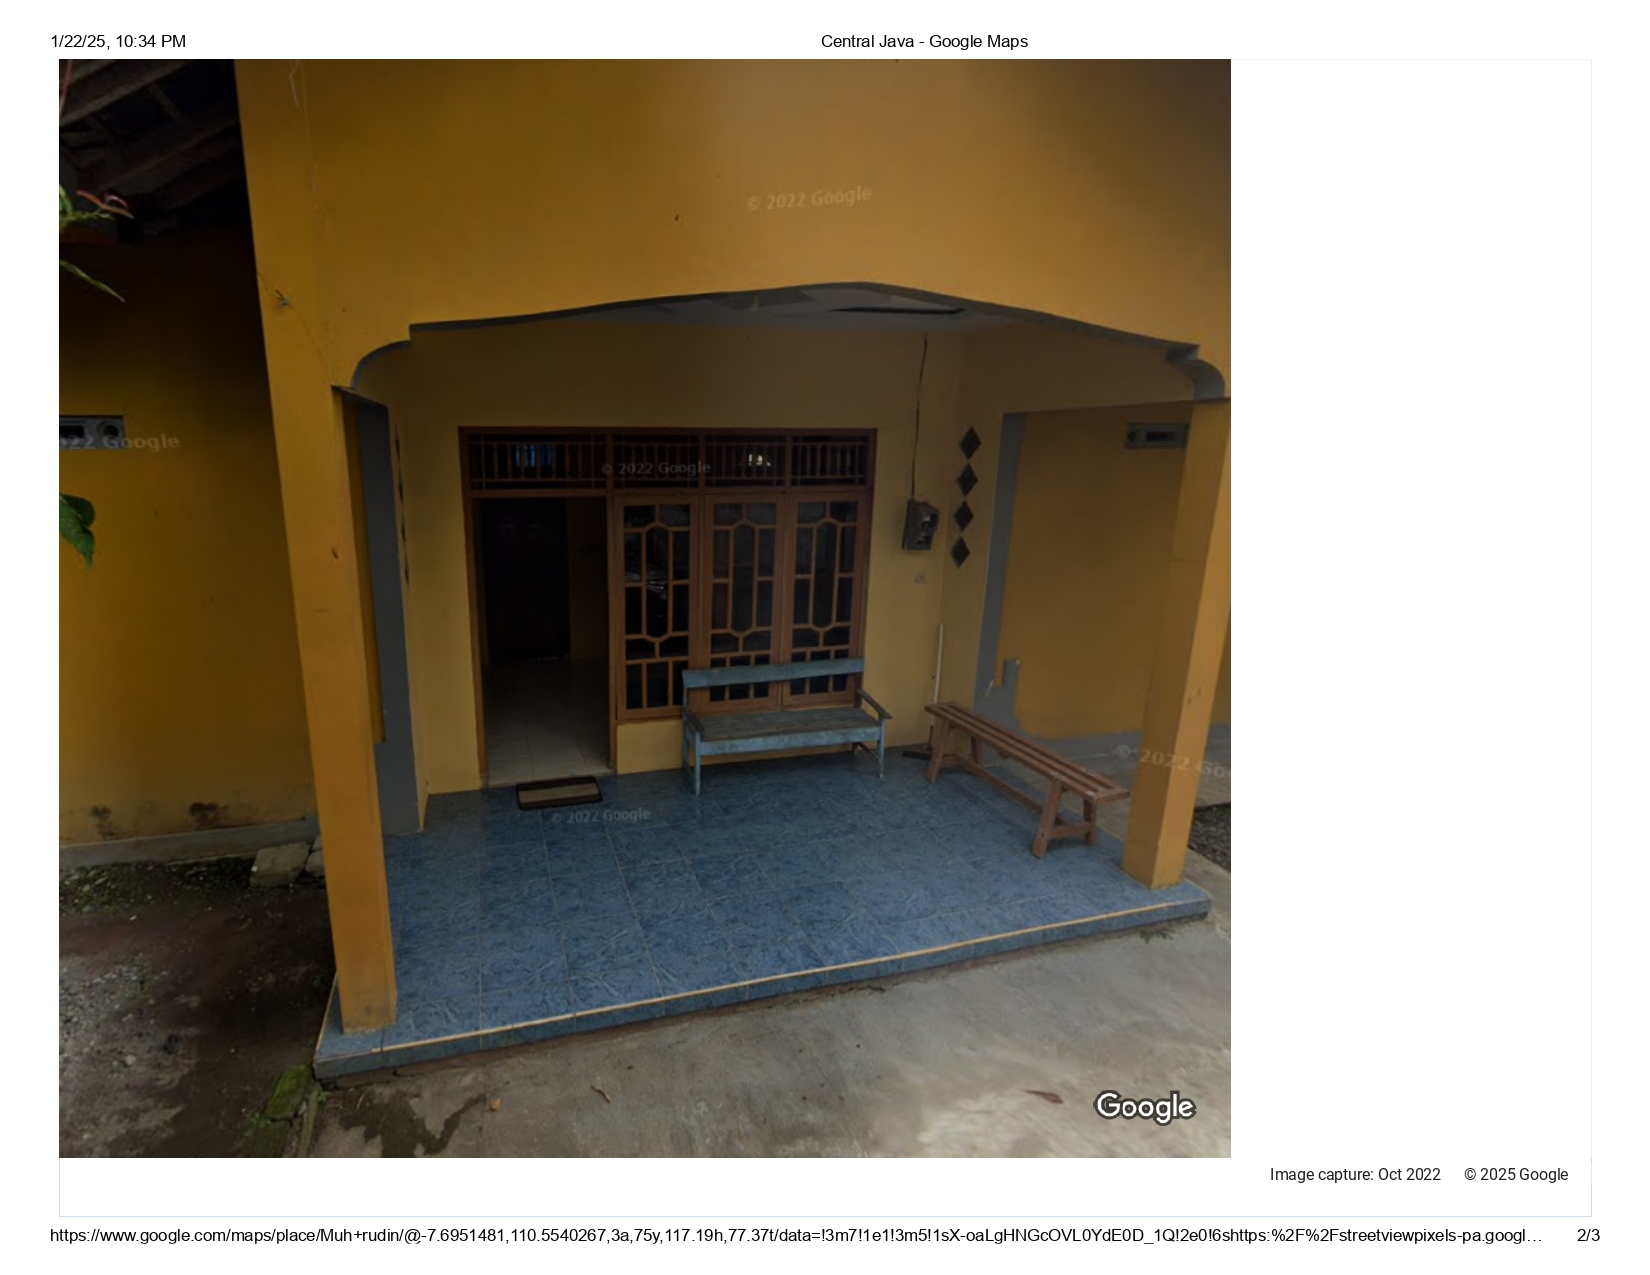 1/22/25, 10:34 PM
Central Java - Google Maps
© 2022 Google
22 Google
© 2022 Google
© 2022 Go
© 2022 Google
Google
Image capture: Oct 2022 © 2025 Google
https://www.google.com/maps/place/Muh+rudin/@-7.6951481,110.5540267,3a,75y,117.19h,77.37t/data=!3m7!1e1!3m5!1sX-oaLgHNGcOVL0YdE0D_1Q!2e0!6shttps:%2F%2Fstreetviewpixels-pa.googl… 2/3